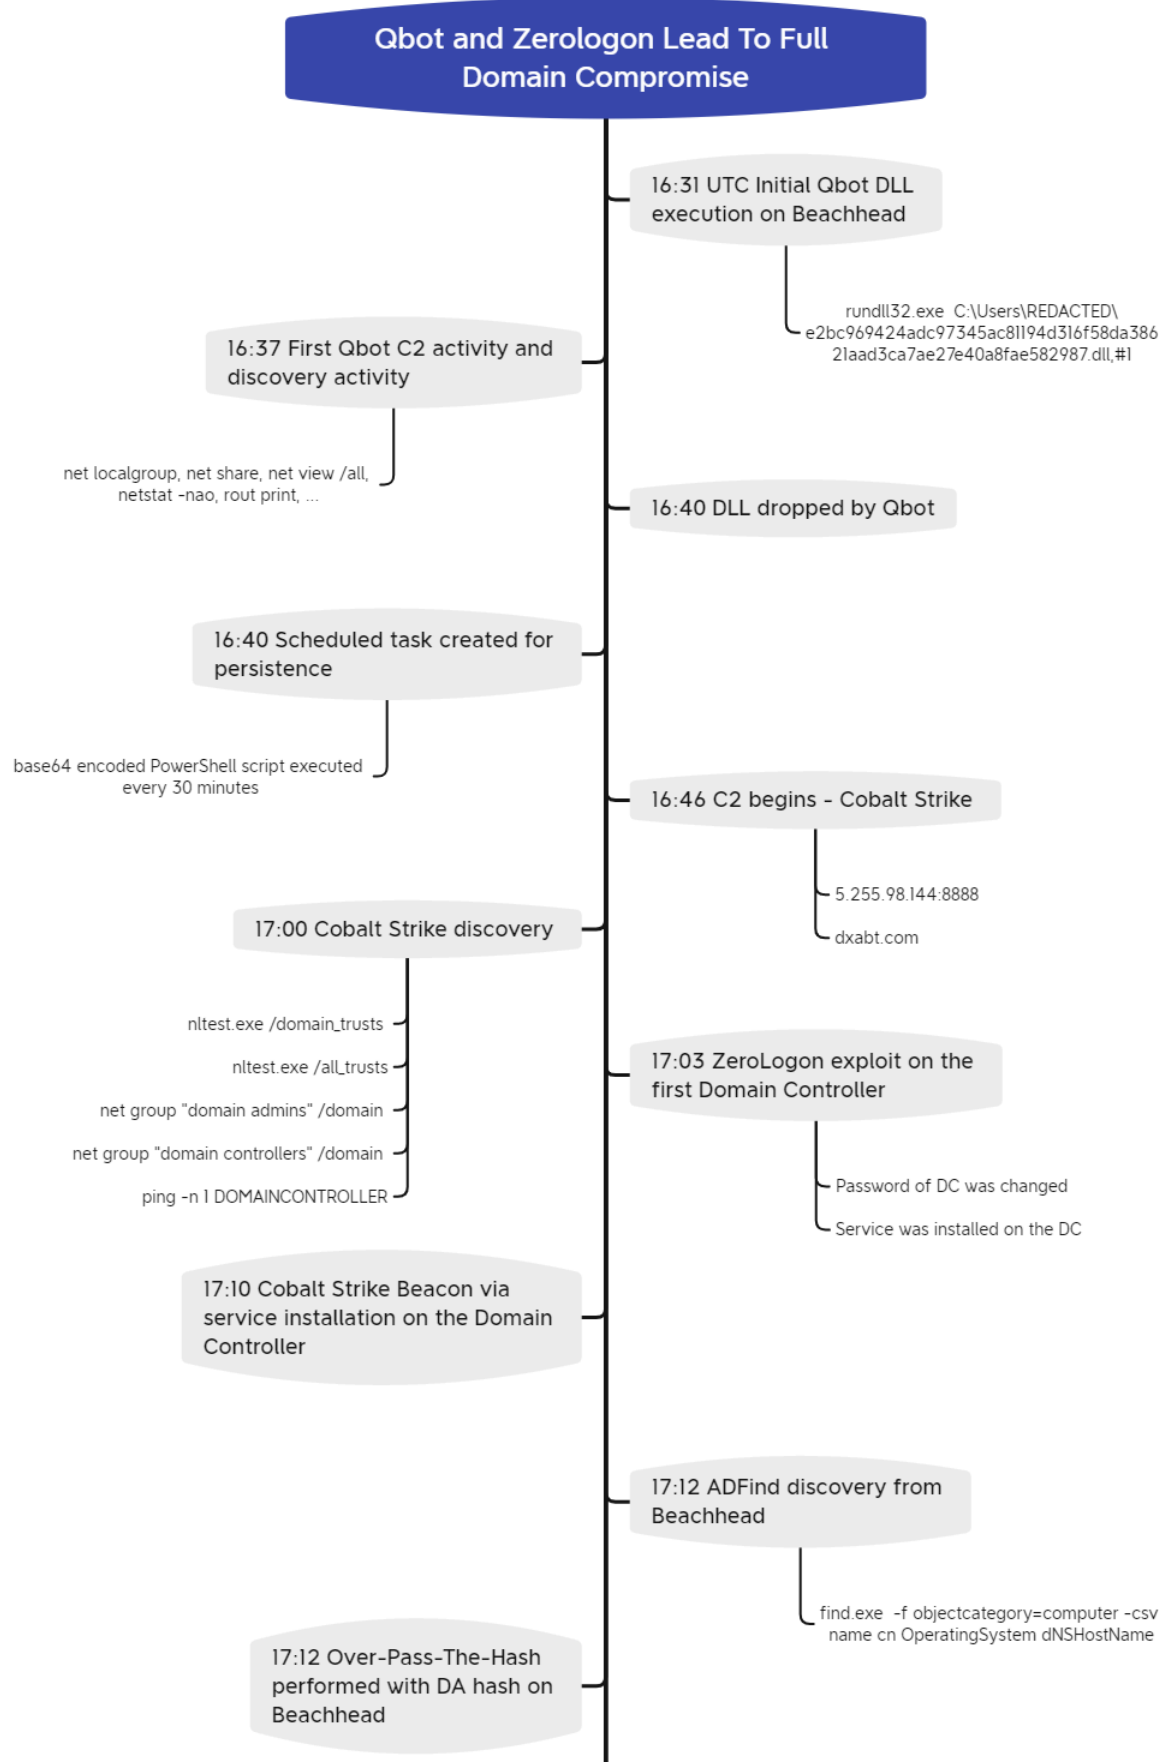 Qbot and Zerologon Lead To Full
Domain Compromise
16:31 UTC Initial Qbot DLL
execution on Beachhead
rundll32.exe  C:\Users\REDACTED\
e2bc969424adc97345ac81194d316f58da386
21aad3ca7ae27e40a8fae582987.dll,#1
16:37 First Qbot C2 activity and
discovery activity
net localgroup, net share, net view /all,
netstat -nao, rout print, ...
16:40 DLL dropped by Qbot
16:40 Scheduled task created for
persistence
base64 encoded PowerShell script executed
every 30 minutes
16:46 C2 begins - Cobalt Strike
5.255.98.144:8888
dxabt.com
17:00 Cobalt Strike discovery
nltest.exe /domain_trusts
nltest.exe /all_trusts
net group "domain admins" /domain
net group "domain controllers" /domain
ping -n 1 DOMAINCONTROLLER
17:03 ZeroLogon exploit on the
first Domain Controller
Password of DC was changed
Service was installed on the DC
17:10 Cobalt Strike Beacon via
service installation on the Domain
Controller
17:12 ADFind discovery from
Beachhead
find.exe  -f objectcategory=computer -csv
name cn OperatingSystem dNSHostName
17:12 Over-Pass-The-Hash
performed with DA hash on
Beachhead